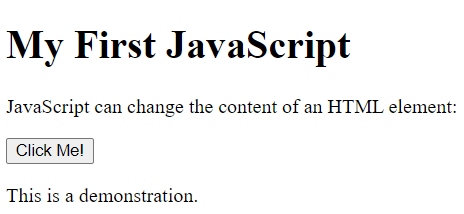 My First JavaScript
JavaScript can change the content of an HTML element:
Click Me!
This is a demonstration.